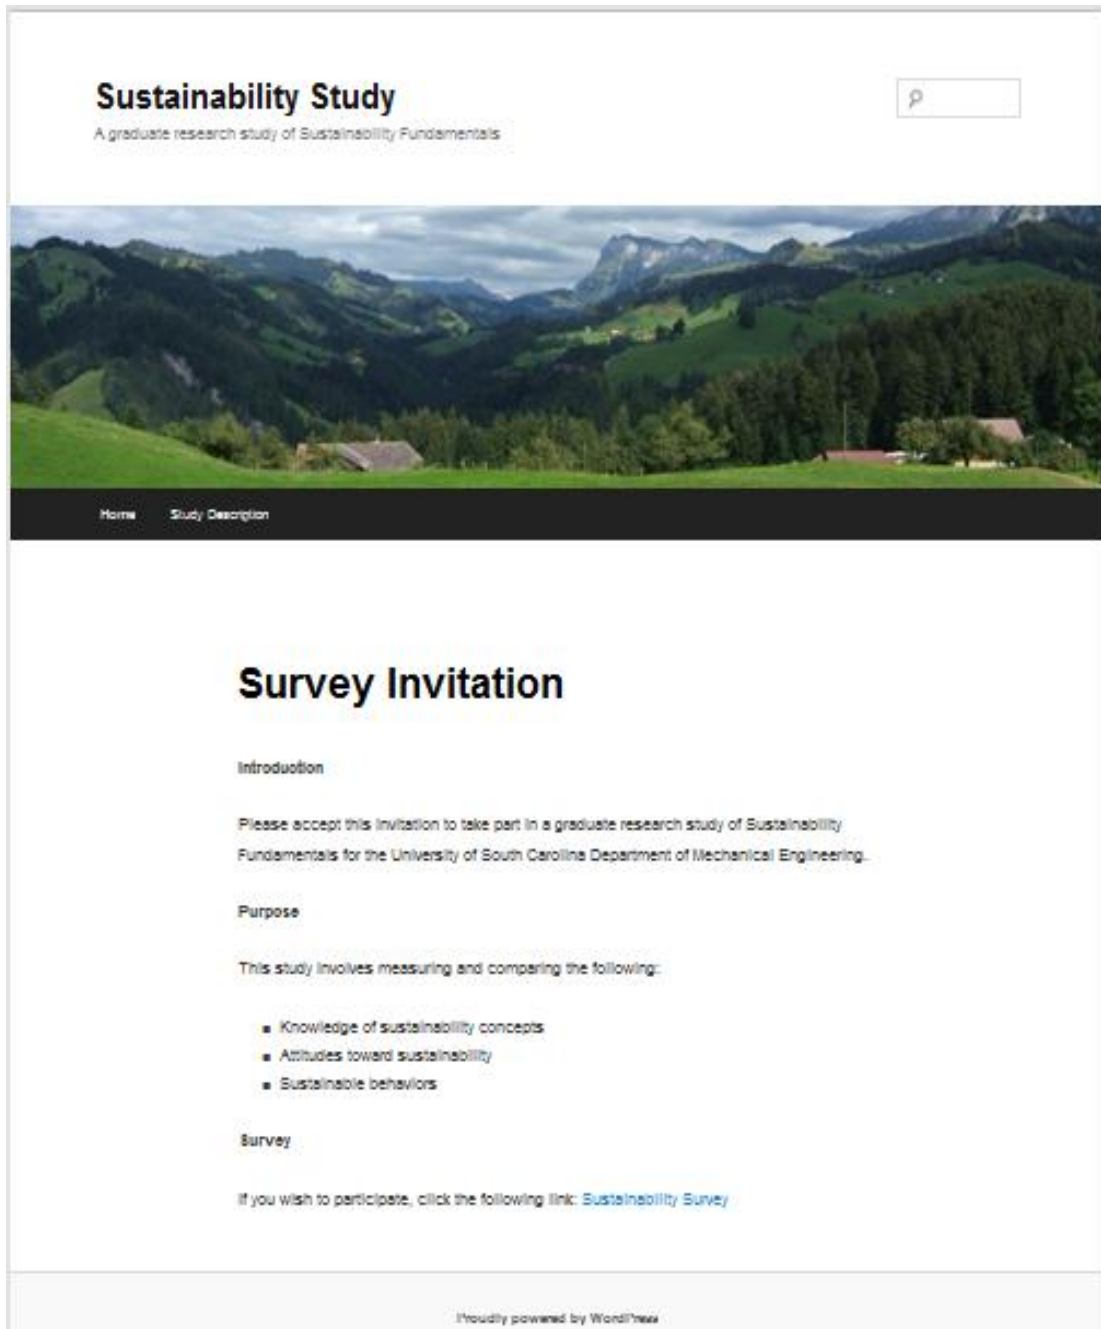 Sustainability Study
A graduate research study of Sustainability Fundamentals
Home Study Description
Survey Invitation
Introduction
Please accept this invitation to take part in a graduate research study of Sustainability
Fundamentals for the University of South Carolina Department of Mechanical Engineering.
Purpose
This study involves measuring and comparing the following:
Knowledge of sustainability concepts
Attitudes toward sustainability
Sustainable behaviors
Survey
If you wish to participate, click the following link: Sustainability Survey
Proudly powered by WordPress